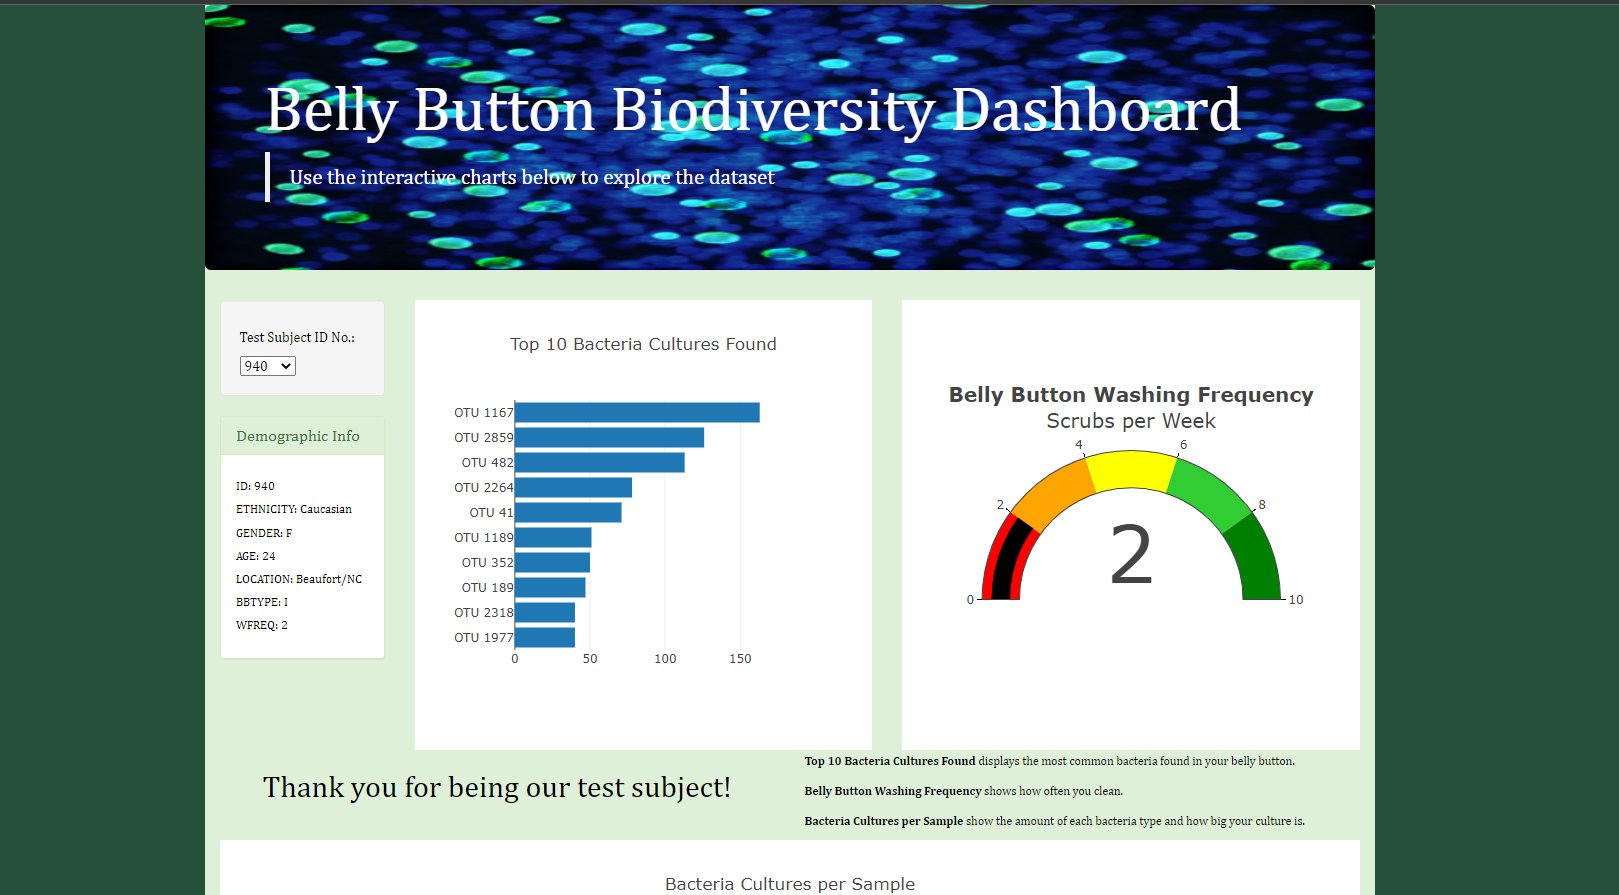 Belly Button Biodiversity Dashboard
Use the interactive charts below to explore the dataset
Test Subject ID No.:
940
Demographic Info
ID: 940
ETHNICITY: Caucasian
GENDER: F
AGE: 24
LOCATION: Beaufort/NC
BBTYPE: I
WFREQ: 2
Top 10 Bacteria Cultures Found
OTU 1167
OTU 2859
OTU 482
OTU 2264
OTU 41
OTU 1189
OTU 352
OTU 189
OTU 2318
OTU 1977
0 50 100 150
Belly Button Washing Frequency
Scrubs per Week
4 6
2 8
2
0 10
Thank you for being our test subject!
Top 10 Bacteria Cultures Found displays the most common bacteria found in your belly button.
Belly Button Washing Frequency shows how often you clean.
Bacteria Cultures per Sample show the amount of each bacteria type and how big your culture is.
Bacteria Cultures per Sample